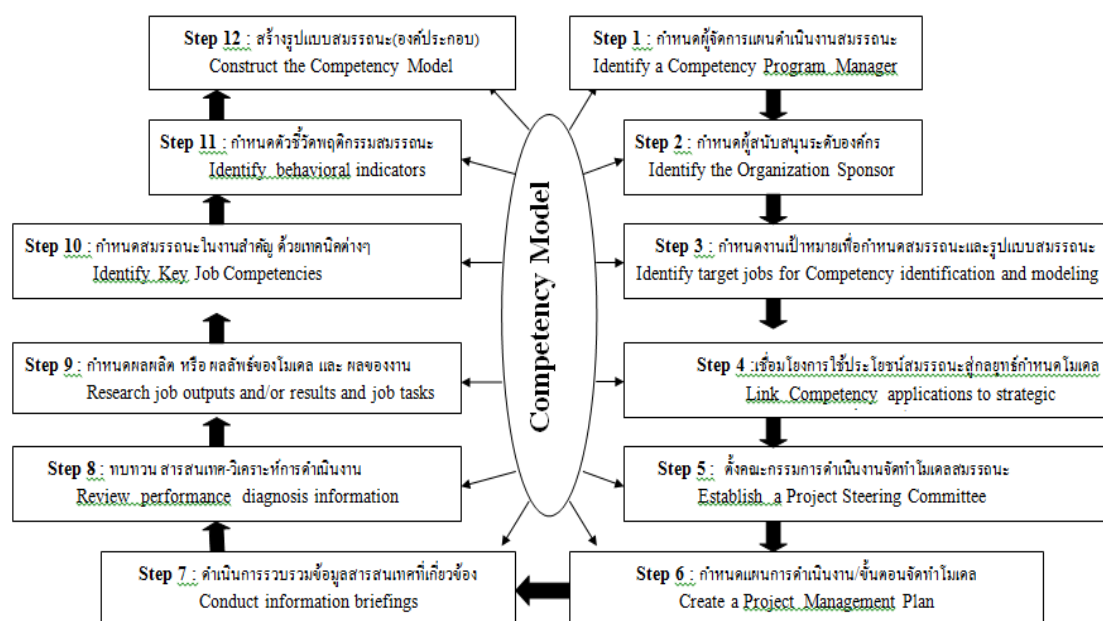 Step 12 : สร้างรูปแบบสมรรถนะ(องค์ประกอบ)
Construct the Competency Model
Step 1 : กำหนดผู้จัดการแผนดำเนินงานสมรรถนะ
Identify a Competency Program Manager
Step 11 : กำหนดตัวชี้วัดพฤติกรรมสมรรถนะ
Identify behavioral indicators
Step 2 : กำหนดผู้สนับสนุนระดับองค์กร
Identify the Organization Sponsor
Step 10 : กำหนดสมรรถนะในงานสำคัญ ด้วยเทคนิคต่างๆ
Identify Key Job Competencies
Step 3 : กำหนดงานเป้าหมายเพื่อกำหนดสมรรถนะและรูปแบบสมรรถนะ
Identify target jobs for Competency identification and modeling
Competency Model
Step 9 : กำหนดผลผลิต หรือ ผลลัพธ์ของโมเดล และ ผลของงาน
Research job outputs and/or results and job tasks
Step 4 :เชื่อมโยงการใช้ประโยชน์สมรรถนะสู่กลยุทธ์กำหนดโมเดล
Link Competency applications to strategic
Step 8 : ทบทวน สารสนเทศ-วิเคราะห์การดำเนินงาน
Review performance diagnosis information
Step 5 : ตั้งคณะกรรมการดำเนินงานจัดทำโมเดลสมรรถนะ
Establish a Project Steering Committee
Step 7 : ดำเนินการรวบรวมข้อมูลสารสนเทศที่เกี่ยวข้อง
Conduct information briefings
Step 6 : กำหนดแผนการดำเนินงาน/ขั้นตอนจัดทำโมเดล
Create a Project Management Plan